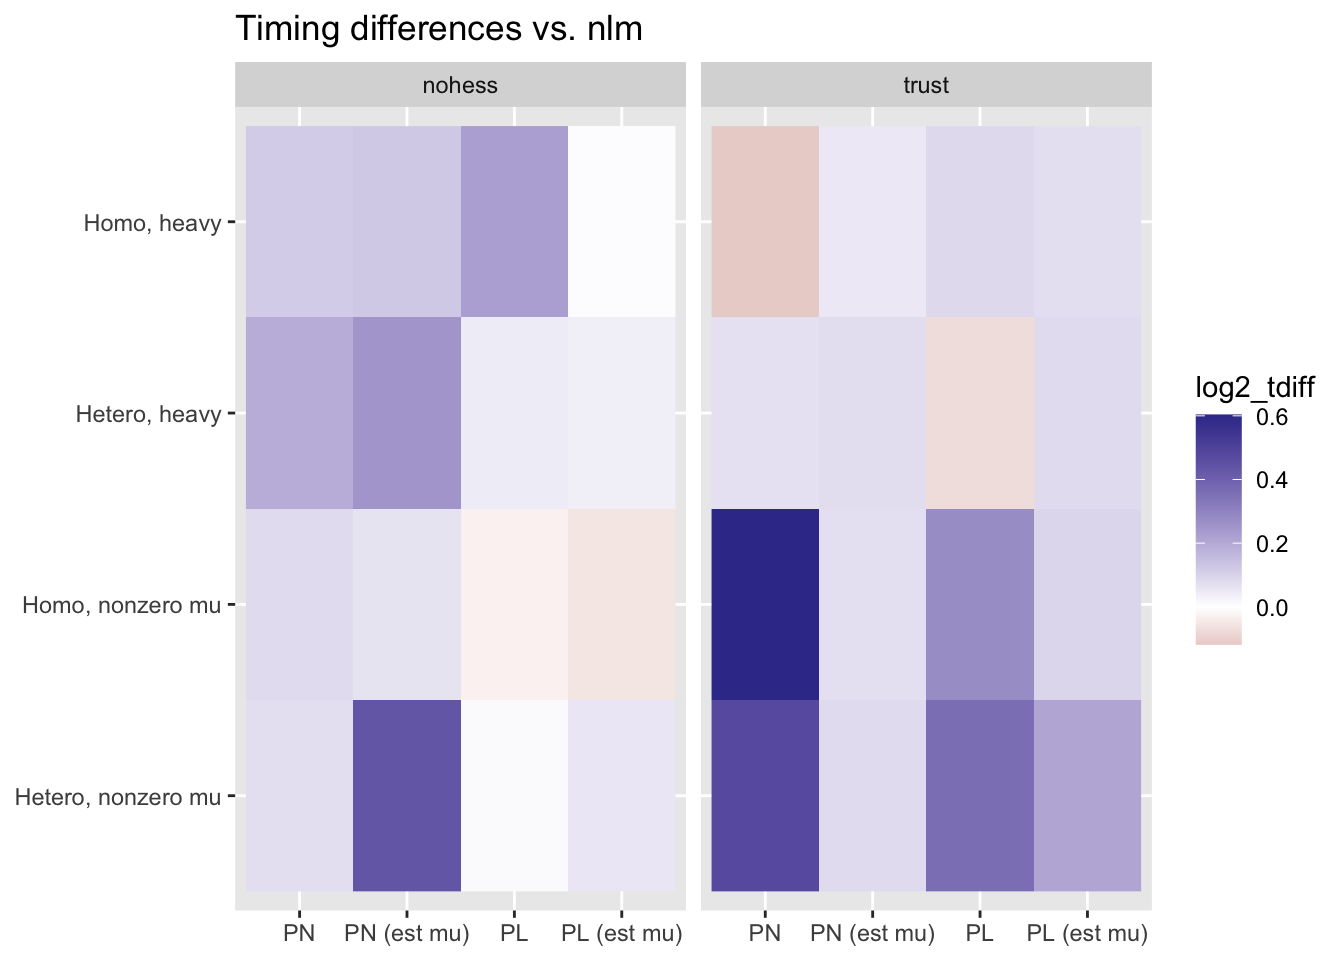 Timing differences vs. nlm
nohess
trust
Homo, heavy
Hetero, heavy
Homo, nonzero mu
Hetero, nonzero mu
PN PN (est mu) PL PL (est mu)
PN PN (est mu) PL PL (est mu)
log2_tdiff
0.6
0.4
0.2
0.0